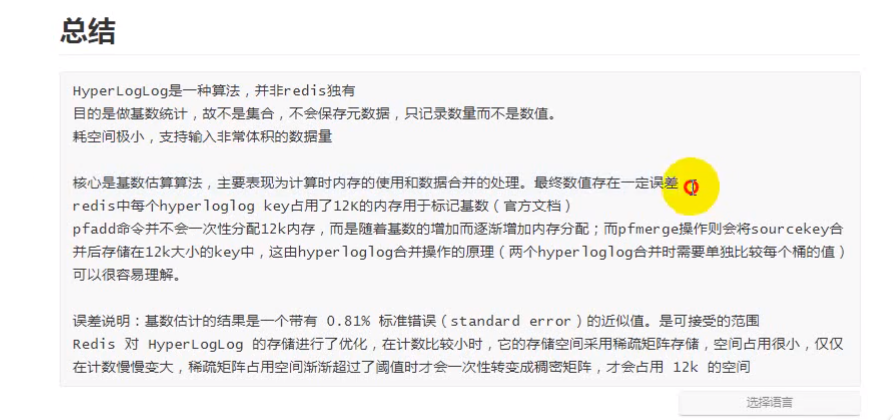 总结
HyperLogLog是一种算法，并非redis独有
目的是做基数统计，故不是集合，不会保存元数据，只记录数量而不是数值。
耗空间极小，支持输入非常体积的数据量
核心是基数估算算法，主要表现为计算时内存的使用和数据合并的处理。最终数值存在一定误差
redis中每个hyperloglog key占用了12K的内存用于标记基数（官方文档）
pfadd命令并不会一次性分配12k内存，而是随着基数的增加而逐渐增加内存分配；而pfmerge操作则会将sourcekey合
并后存储在12k大小的key中，这由hyperloglog合并操作的原理（两个hyperloglog合并时需要单独比较每个桶的值）
可以很容易理解。
误差说明：基数估计的结果是一个带有 0.81% 标准错误（standard error）的近似值。是可接受的范围
Redis 对 HyperLogLog 的存储进行了优化，在计数比较小时，它的存储空间采用稀疏矩阵存储，空间占用很小，仅仅
在计数慢慢变大，稀疏矩阵占用空间渐渐超过了阈值时才会一次性转变成稠密矩阵，才会占用 12k 的空间
选择语言